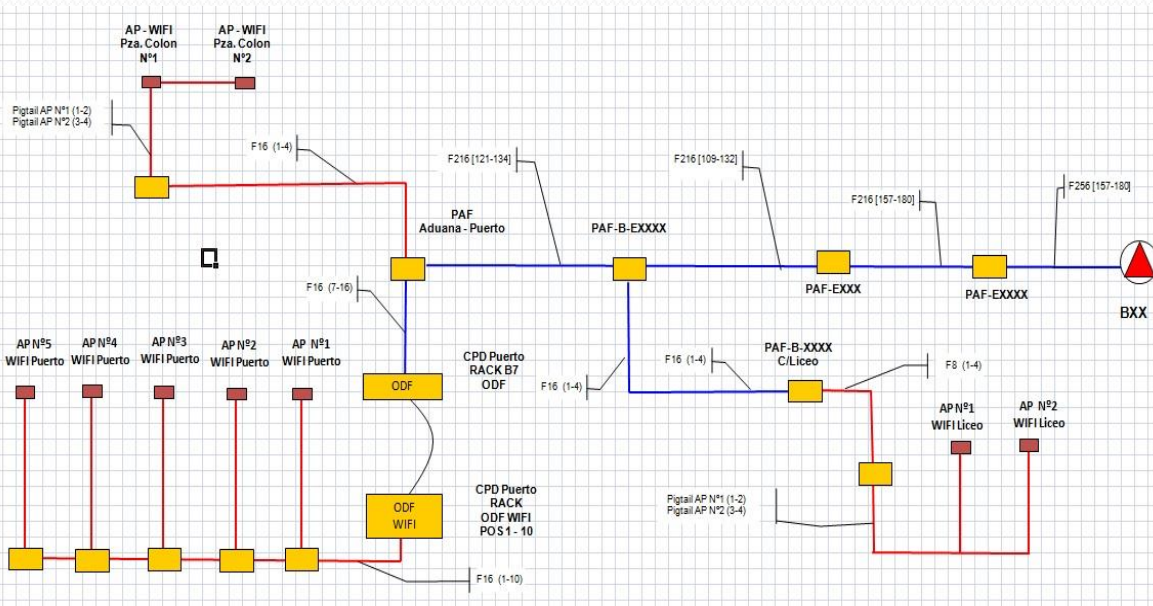 AP - WIFI
Pza. Colon
Nº1
AP - WIFI
Pza. Colon
Nº2
Pigtail AP Nº1 (1-2)
Pigtail AP Nº2 (3-4)
F16 (1-4)
F216 [121-134]
F216 [109-132]
F216 [157-180]
F256 [157-180]
PAF
Aduana - Puerto
PAF-B-EXXXX
PAF-EXXX
PAF-EXXXX
BXX
F16 (7-16)
AP Nº5
WIFI Puerto
AP Nº4
WIFI Puerto
AP Nº3
WIFI Puerto
AP Nº2
WIFI Puerto
AP Nº1
WIFI Puerto
ODF
CPD Puerto
RACK B7
ODF
F16 (1-4)
F16 (1-4)
PAF-B-XXXX
C/Liceo
F8 (1-4)
AP Nº1
WIFI Liceo
AP Nº2
WIFI Liceo
ODF
WIFI
CPD Puerto
RACK
ODF WIFI
POS 1 - 10
Pigtail AP Nº1 (1-2)
Pigtail AP Nº2 (3-4)
F16 (1-10)